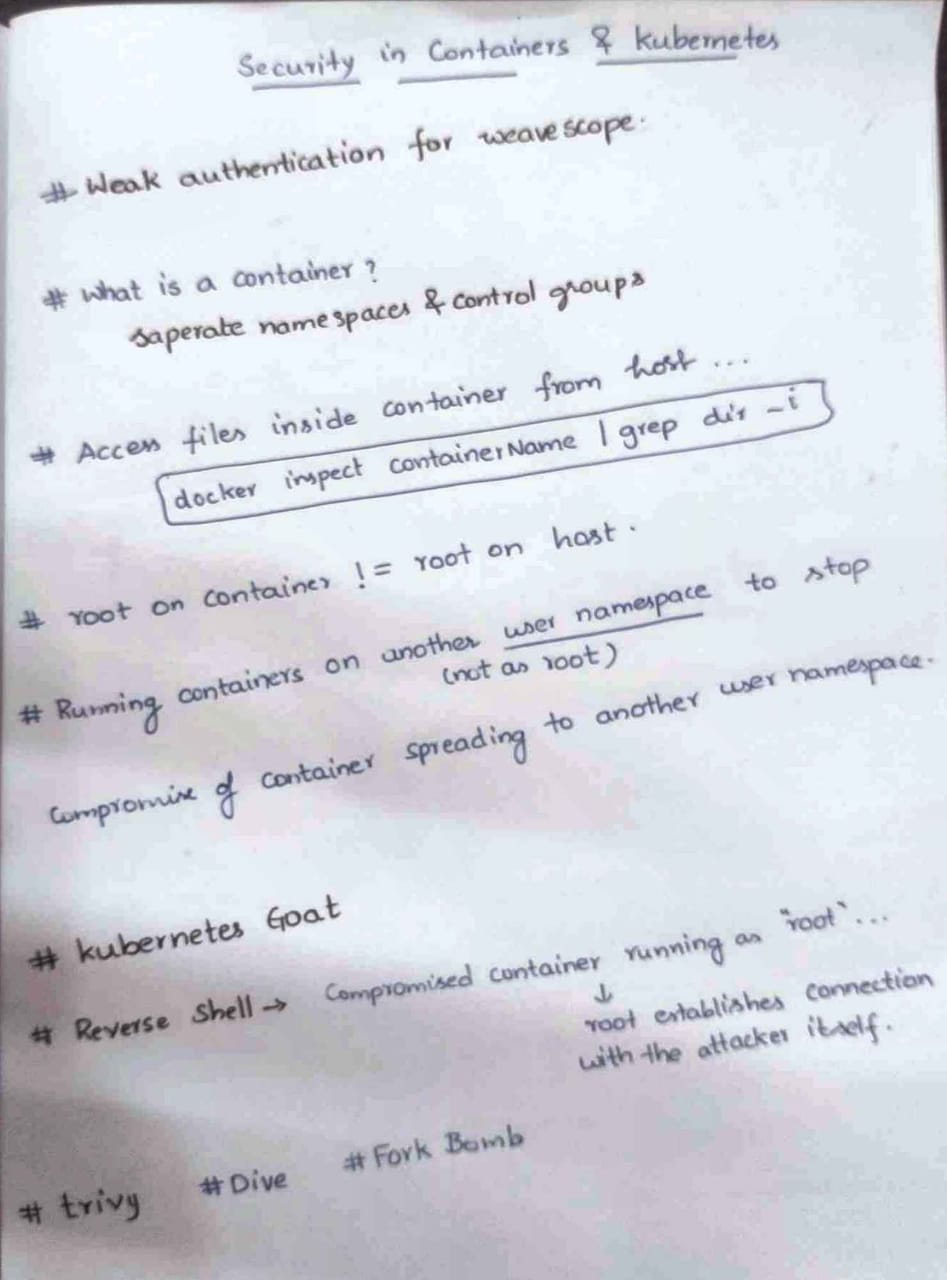 Security in Containers & kubernetes
# Weak authentication for weavescope.
# What is a container?
saperate namespaces & control groups
# Access files inside container from host ...
docker inspect containerName | grep dir -i
# root on container != root on host.
# Running containers on another user namespace to stop
(not as root)
compromise of container spreading to another user namespace.
# kubernetes Goat
# Reverse Shell → Compromised container running as "root"...
↓
root establishes connection
with the attacker itself.
# trivy # Dive # Fork Bomb